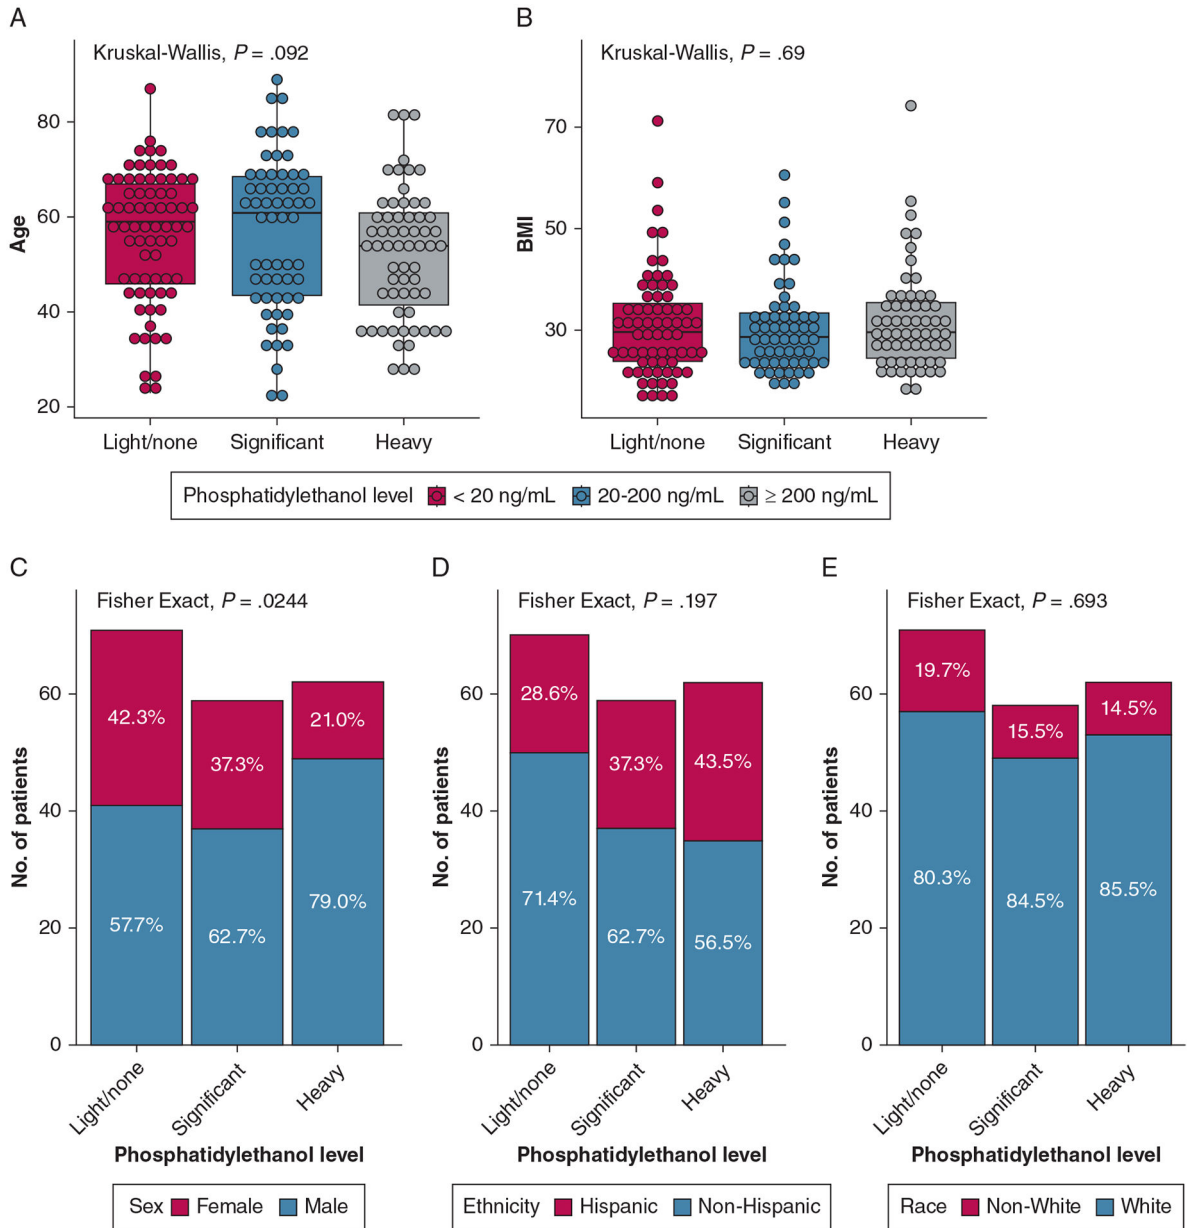 A
Kruskal-Wallis, P = .092
Age
80
60
40
20
Light/none Significant Heavy
B
Kruskal-Wallis, P = .69
BMI
70
50
30
Light/none Significant Heavy
Phosphatidylethanol level < 20 ng/mL 20-200 ng/mL ≥ 200 ng/mL
C
Fisher Exact, P = .0244
No. of patients
60
40
20
0
42.3%
57.7%
37.3%
62.7%
21.0%
79.0%
Light/none Significant Heavy
Phosphatidylethanol level
Sex Female Male
D
Fisher Exact, P = .197
No. of patients
60
40
20
0
28.6%
71.4%
37.3%
62.7%
43.5%
56.5%
Light/none Significant Heavy
Phosphatidylethanol level
Ethnicity Hispanic Non-Hispanic
E
Fisher Exact, P = .693
No. of patients
60
40
20
0
19.7%
80.3%
15.5%
84.5%
14.5%
85.5%
Light/none Significant Heavy
Phosphatidylethanol level
Race Non-White White